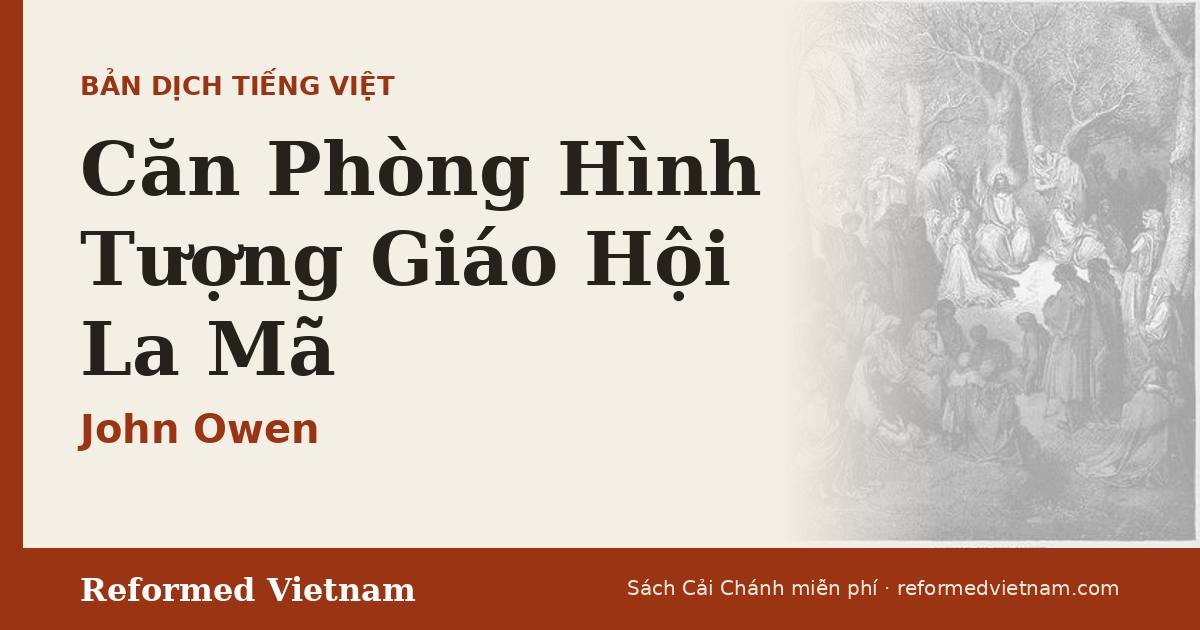 BẢN DỊCH TIẾNG VIỆT
Căn Phòng Hình
Tượng Giáo Hội
La Mã
John Owen
Reformed Vietnam
Sách Cải Chánh miễn phí · reformedvietnam.com